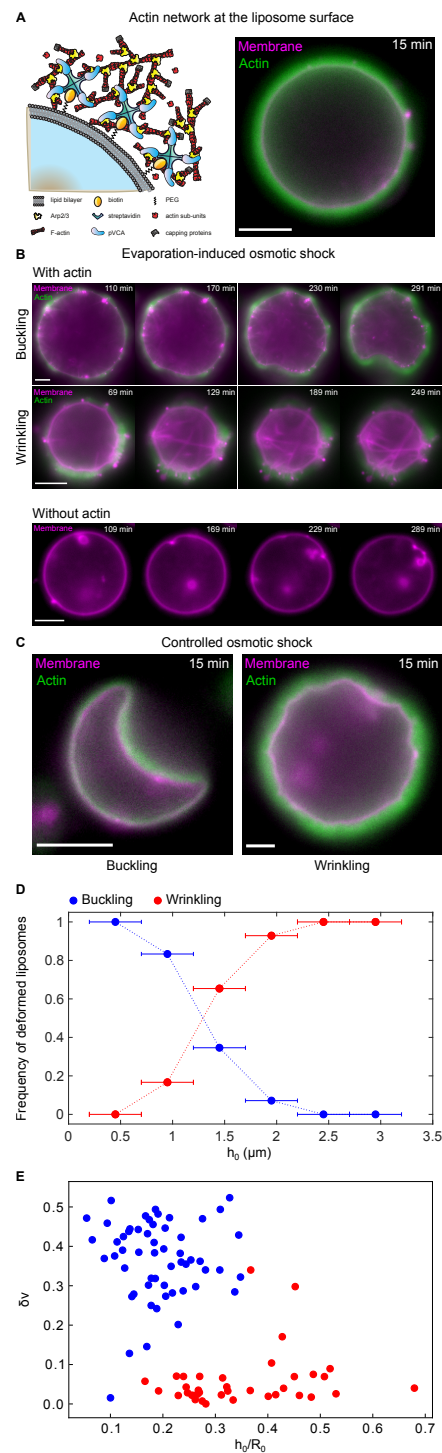 A
Actin network at the liposome surface
Membrane
Actin
15 min
lipid bilayer
biotin
PEG
Arp2/3
streptavidin
actin sub-units
F-actin
pVCA
capping proteins
B
Evaporation-induced osmotic shock
With actin
Buckling
Membrane
Actin
110 min
170 min
230 min
291 min
Wrinkling
Membrane
Actin
69 min
129 min
189 min
249 min
Without actin
Membrane
109 min
169 min
229 min
289 min
C
Controlled osmotic shock
Membrane
Actin
15 min
Membrane
Actin
15 min
Buckling
Wrinkling
D
Buckling
Wrinkling
Frequency of deformed liposomes
1
0.8
0.6
0.4
0.2
0
0
0.5
1
1.5
2
2.5
3
3.5
h₀ (µm)
E
δv
0.5
0.4
0.3
0.2
0.1
0.0
0.1
0.2
0.3
0.4
0.5
0.6
0.7
h₀/R₀